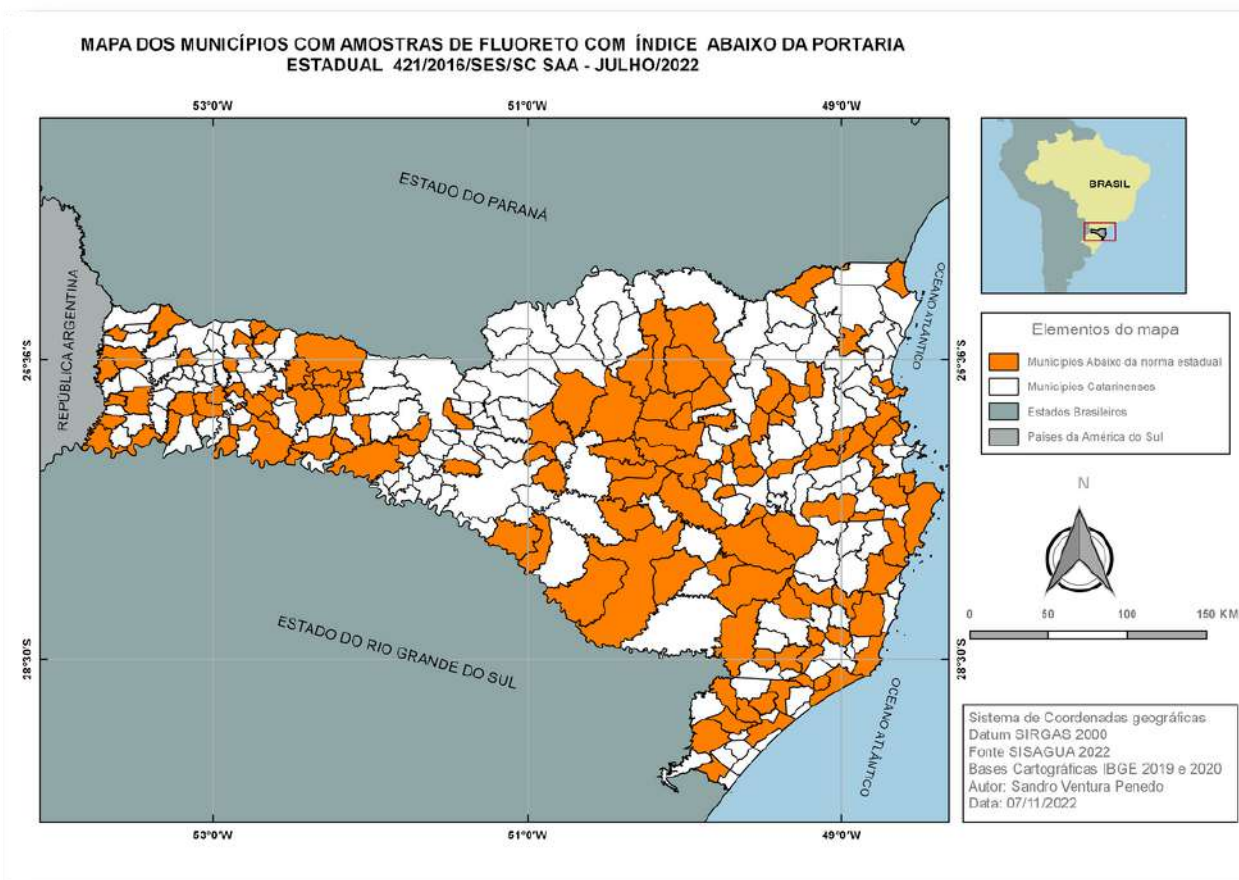 MAPA DOS MUNICÍPIOS COM AMOSTRAS DE FLUORETO COM ÍNDICE ABAIXO DA PORTARIA
ESTADUAL 421/2016/SES/SC SAA - JULHO/2022
53°0'W
51°0'W
49°0'W
ESTADO DO PARANÁ
REPÚBLICA ARGENTINA
OCEANO ATLÂNTICO
26°36'S
26°36'S
ESTADO DO RIO GRANDE DO SUL
28°30'S
28°30'S
OCEANO ATLÂNTICO
53°0'W
51°0'W
49°0'W
BRASIL
Elementos do mapa
Municípios Abaixo da norma estadual
Municípios Catarinenses
Estados Brasileiros
Países da América do Sul
N
0 50 100 150 KM
Sistema de Coordenadas geográficas
Datum SIRGAS 2000
Fonte SISAGUA 2022
Bases Cartográficas IBGE 2019 e 2020
Autor: Sandro Ventura Penedo
Data: 07/11/2022